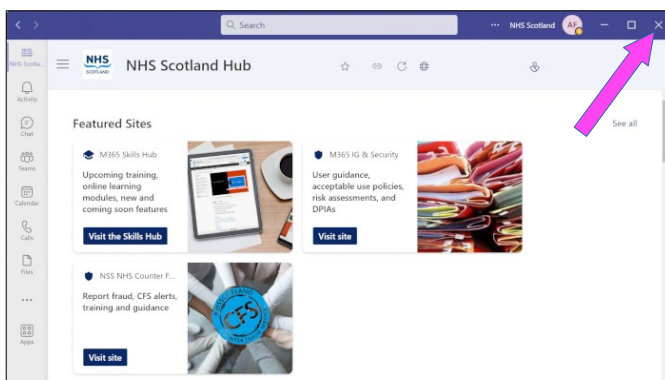 Search
NHS Scotland
AF
NHS Scotla...
NHS
SCOTLAND
NHS Scotland Hub
Activity
Chat
Teams
Calendar
Calls
Files
Apps
Featured Sites
See all
M365 Skills Hub
Upcoming training,
online learning
modules, new and
coming soon features
Visit the Skills Hub
M365 IG & Security
User guidance,
acceptable use policies,
risk assessments, and
DPIAs
Visit site
NSS NHS Counter F...
Report fraud, CFS alerts,
training and guidance
Visit site
CFS